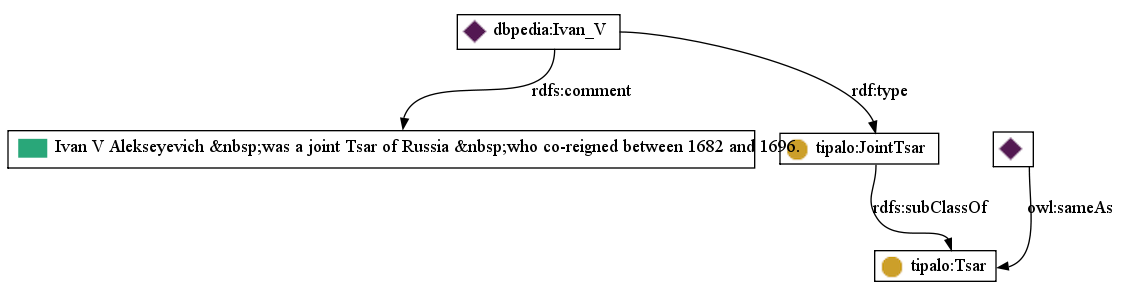 dbpedia:Ivan_V
rdfs:comment
rdf:type
Ivan V Alekseyevich &nbsp;was a joint Tsar of Russia &nbsp;who co-reigned between 1682 and 1696.
tipalo:JointTsar
rdfs:subClassOf
owl:sameAs
tipalo:Tsar